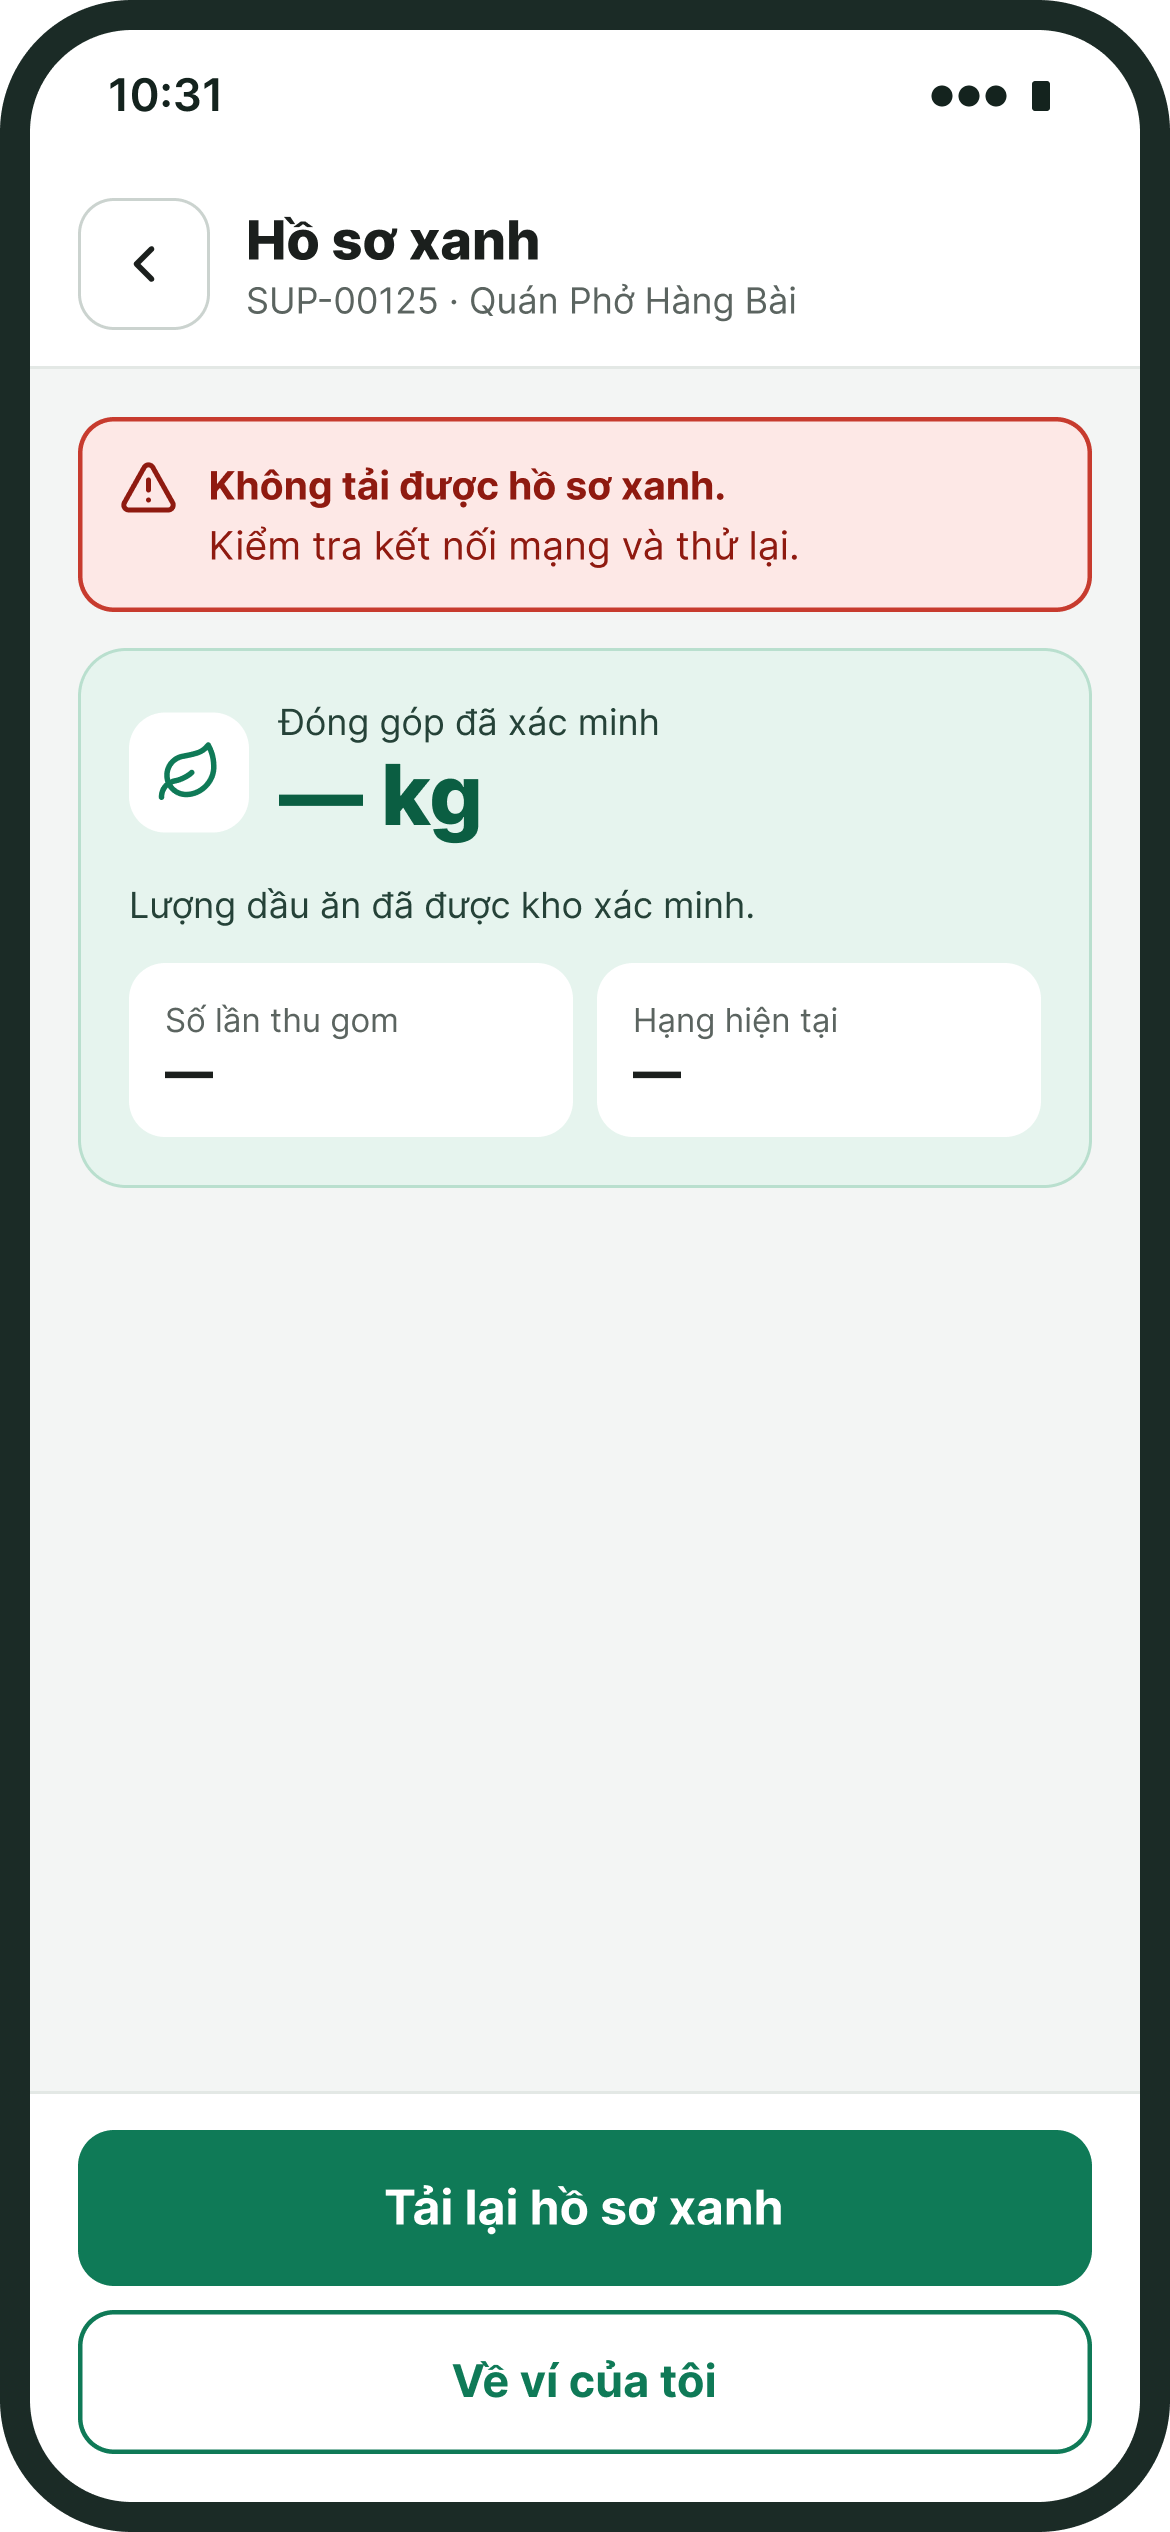 10:31
Hồ sơ xanh
SUP-00125 · Quán Phở Hàng Bài
Không tải được hồ sơ xanh.
Kiểm tra kết nối mạng và thử lại.
Đóng góp đã xác minh
— kg
Lượng dầu ăn đã được kho xác minh.
Số lần thu gom
—
Hạng hiện tại
—
Tải lại hồ sơ xanh
Về ví của tôi